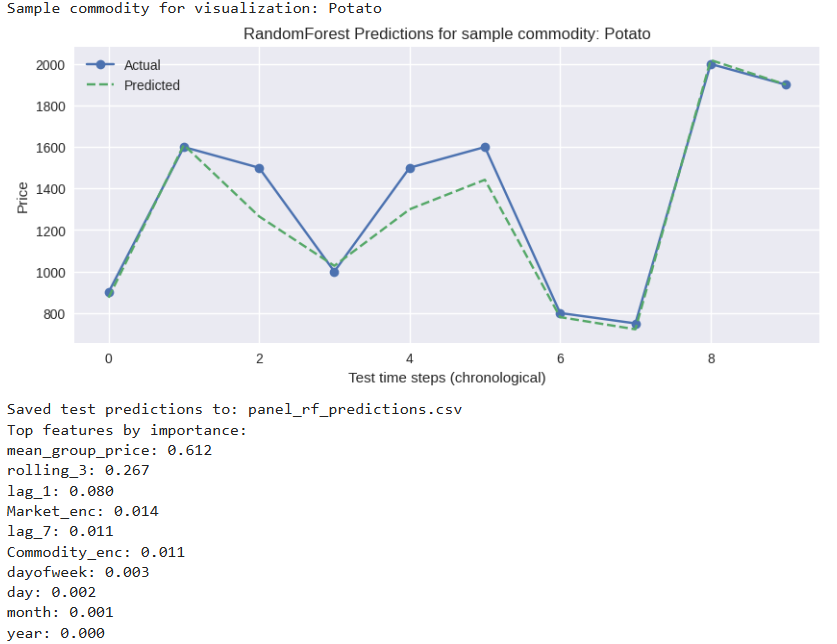 Sample commodity for visualization: Potato
RandomForest Predictions for sample commodity: Potato
Actual
Predicted
2000
1800
1600
1400
1200
1000
800
Price
0 2 4 6 8
Test time steps (chronological)
Saved test predictions to: panel_rf_predictions.csv
Top features by importance:
mean_group_price: 0.612
rolling_3: 0.267
lag_1: 0.080
Market_enc: 0.014
lag_7: 0.011
Commodity_enc: 0.011
dayofweek: 0.003
day: 0.002
month: 0.001
year: 0.000